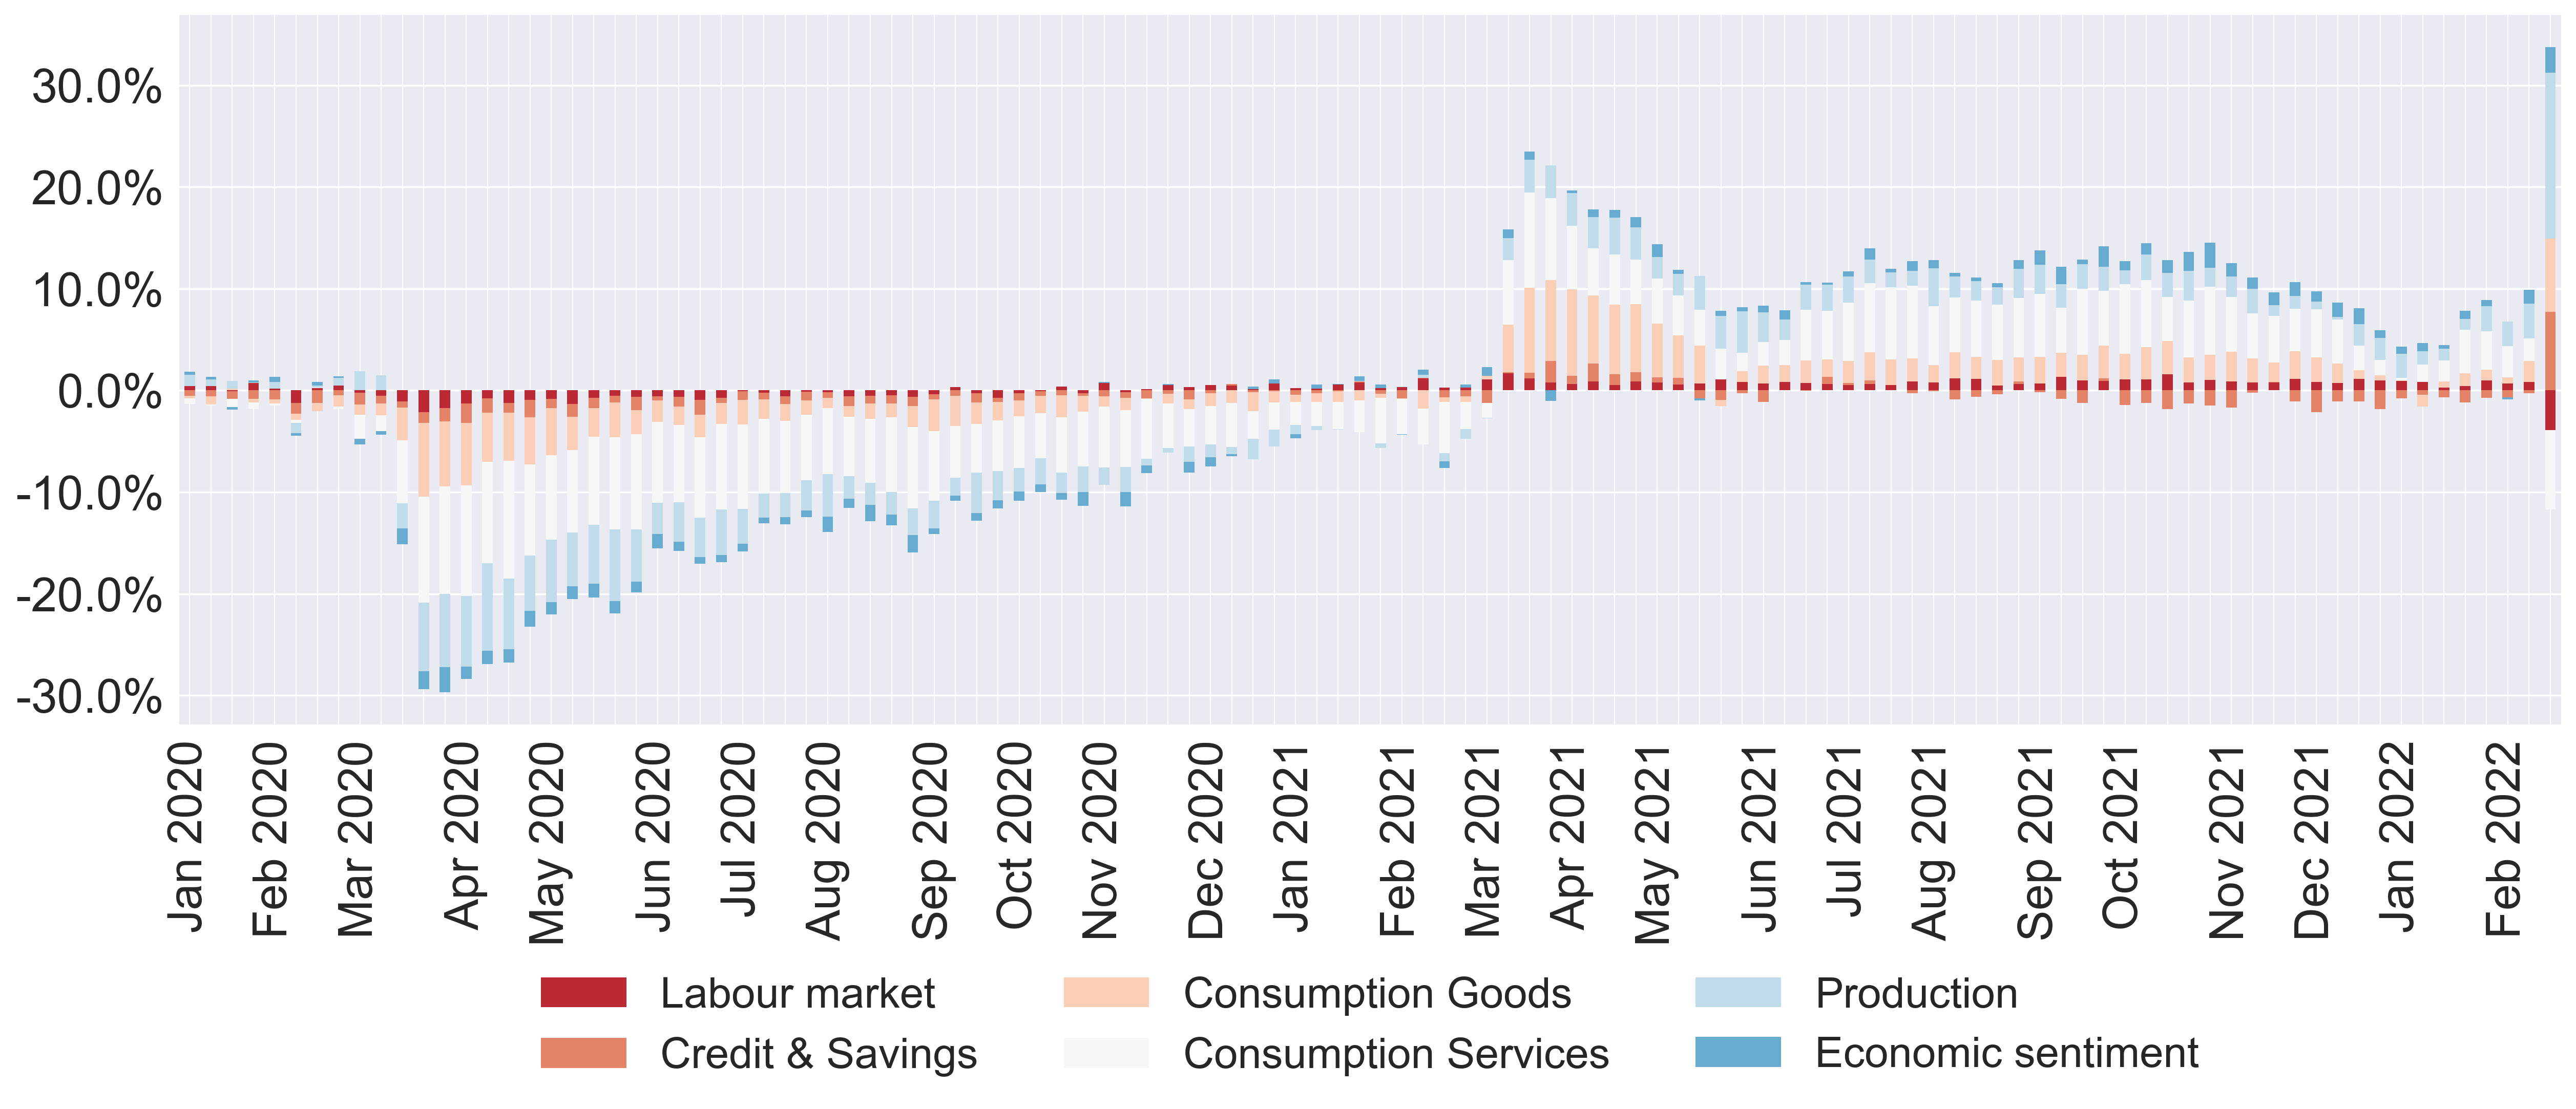 30.0%
20.0%
10.0%
0.0%
-10.0%
-20.0%
-30.0%
Jan 2020
Feb 2020
Mar 2020
Apr 2020
May 2020
Jun 2020
Jul 2020
Aug 2020
Sep 2020
Oct 2020
Nov 2020
Dec 2020
Jan 2021
Feb 2021
Mar 2021
Apr 2021
May 2021
Jun 2021
Jul 2021
Aug 2021
Sep 2021
Oct 2021
Nov 2021
Dec 2021
Jan 2022
Feb 2022
Labour market
Credit & Savings
Consumption Goods
Consumption Services
Production
Economic sentiment